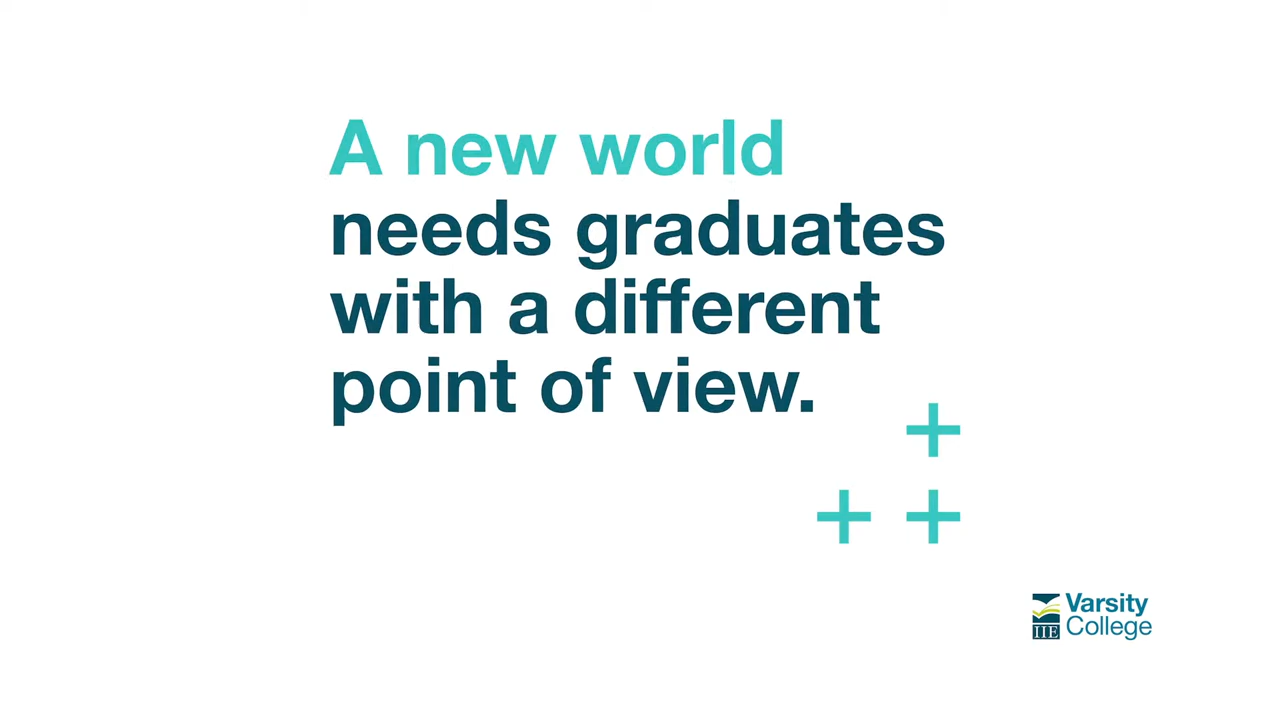 A new world
needs graduates
with a different
point of view.
+
+ +
IIE
Varsity
College